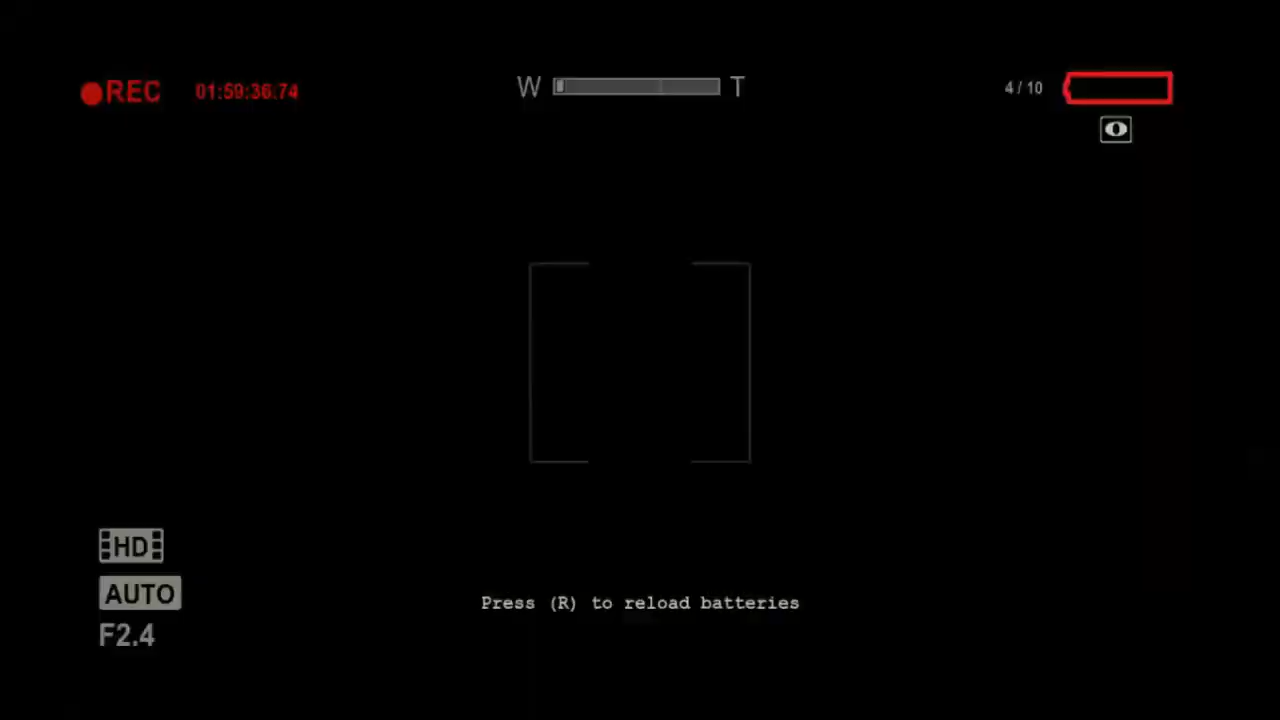 REC 01:59:36.74 W T 4/10
HD
AUTO
F2.4
Press (R) to reload batteries